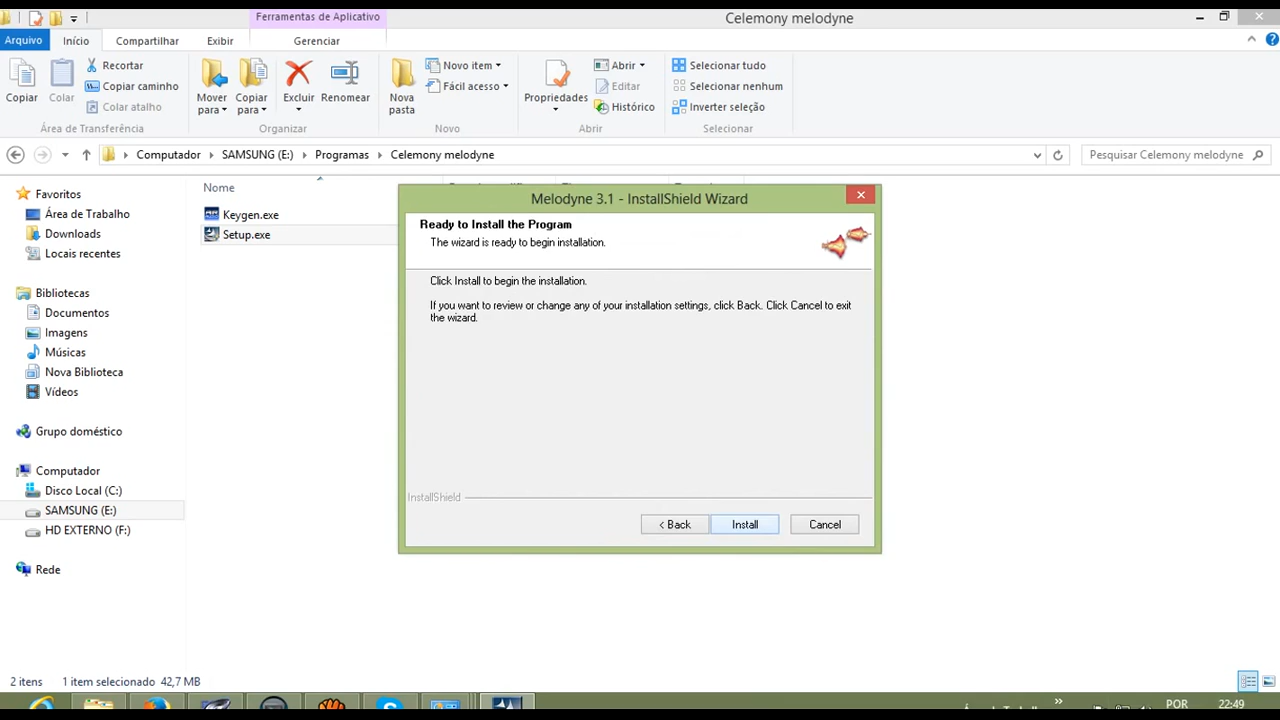 Ferramentas de Aplicativo
Celemony melodyne
Arquivo
Início
Compartilhar
Exibir
Gerenciar
Copiar
Colar
Recortar
Copiar caminho
Colar atalho
Área de Transferência
Mover para
Copiar para
Excluir
Renomear
Organizar
Nova pasta
Novo item
Fácil acesso
Novo
Propriedades
Abrir
Editar
Histórico
Abrir
Selecionar tudo
Selecionar nenhum
Inverter seleção
Selecionar
Computador
SAMSUNG (E:)
Programas
Celemony melodyne
Pesquisar Celemony melodyne
Favoritos
Área de Trabalho
Downloads
Locais recentes
Bibliotecas
Documentos
Imagens
Músicas
Nova Biblioteca
Vídeos
Grupo doméstico
Computador
Disco Local (C:)
SAMSUNG (E:)
HD EXTERNO (F:)
Rede
Nome
Keygen.exe
Setup.exe
Melodyne 3.1 - InstallShield Wizard
Ready to Install the Program
The wizard is ready to begin installation.
Click Install to begin the installation.
If you want to review or change any of your installation settings, click Back. Click Cancel to exit
the wizard.
InstallShield
< Back
Install
Cancel
2 itens
1 item selecionado 42,7 MB
POR
22:49